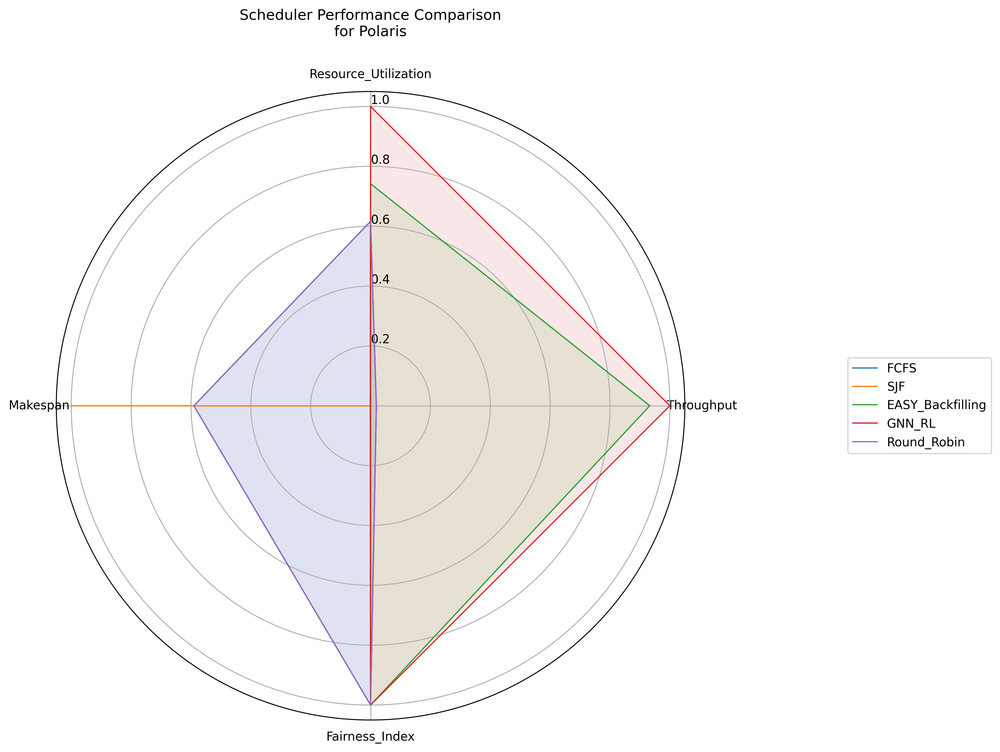 Scheduler Performance Comparison
for Polaris
Resource_Utilization
1.0
0.8
0.6
0.4
0.2
Makespan
Throughput
Fairness_Index
FCFS
SJF
EASY_Backfilling
GNN_RL
Round_Robin